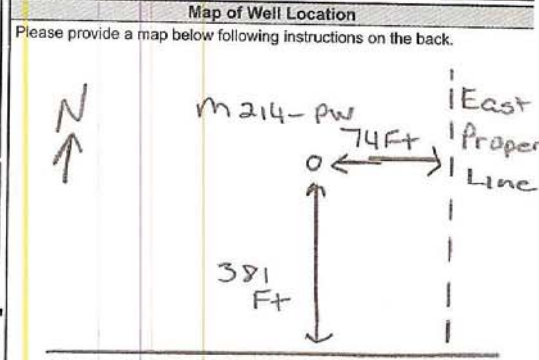 Map of Well Location
Please provide a map below following instructions on the back.
N
M214-PW
74Ft
East
Proper
Line
381
Ft